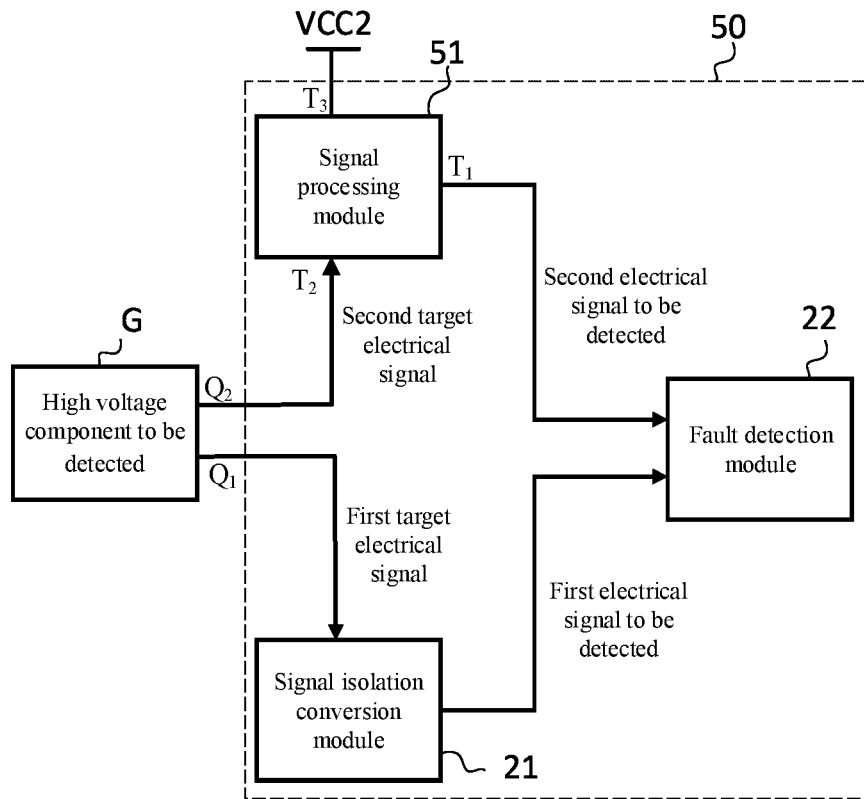 VCC2
50
51
T3
Signal
processing
module
T1
T2
Second electrical
signal to be
detected
G
Second target
electrical
signal
22
High voltage
component to be
detected
Q2
Q1
Fault detection
module
First target
electrical
signal
First electrical
signal to be
detected
Signal isolation
conversion
module
21